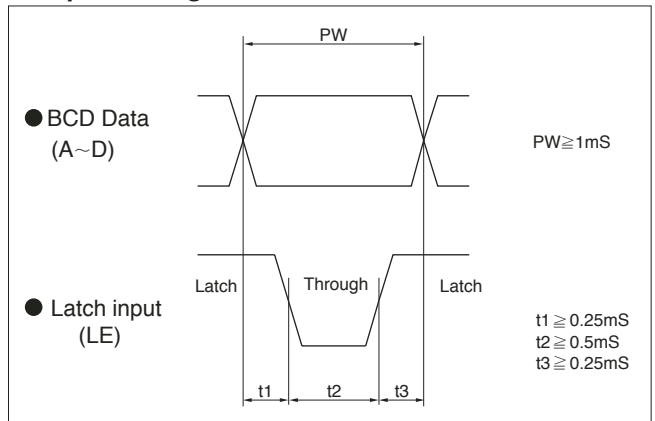 PW
● BCD Data
(A~D)
PW≧1mS
Latch
Through
Latch
● Latch input
(LE)
t1≧0.25mS
t2≧0.5mS
t3≧0.25mS
t1
t2
t3